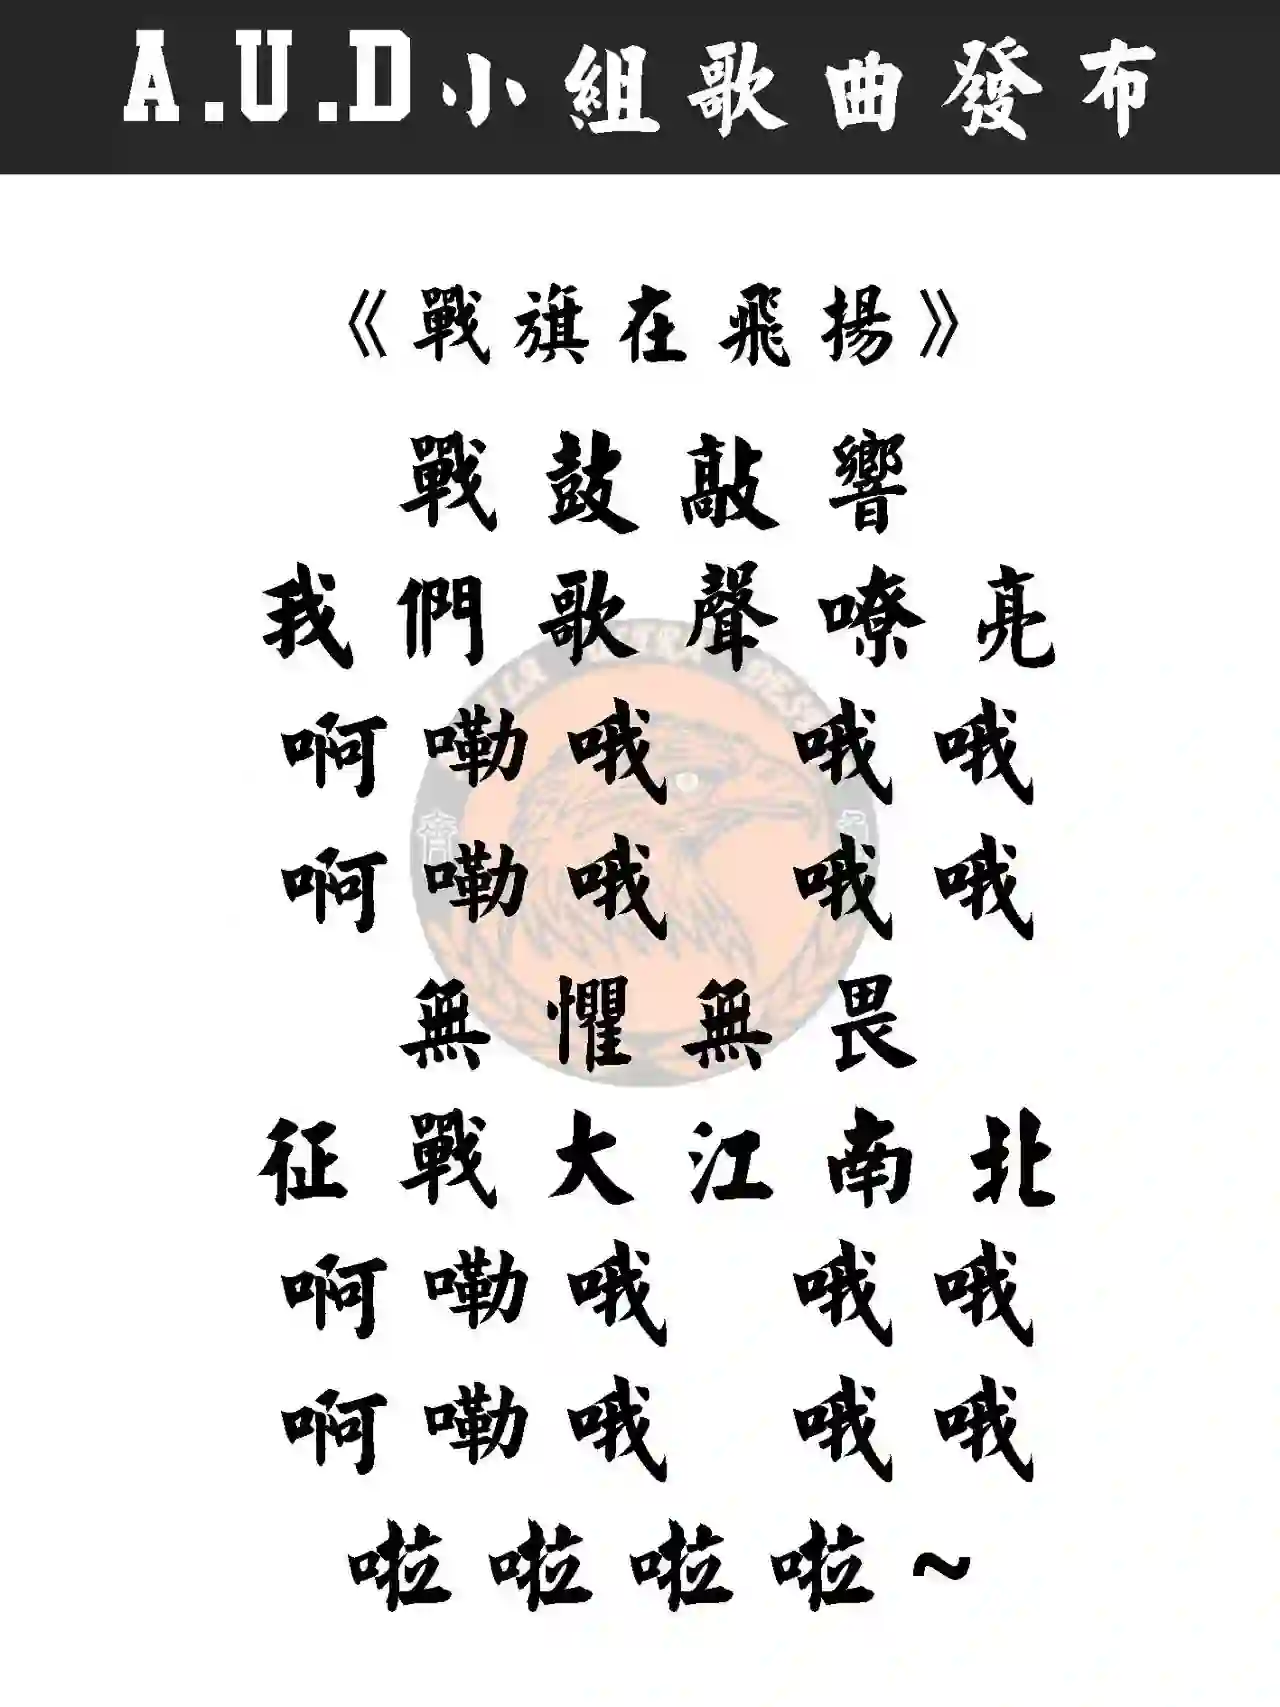 A.U.D小組歌曲發布
《戰旗在飛揚》
戰鼓敲響
我們歌聲嘹亮
啊嘞哦 哦哦
啊嘞哦 哦哦
無懼無畏
征戰大江南北
啊嘞哦 哦哦
啊嘞哦 哦哦
啦啦啦啦~